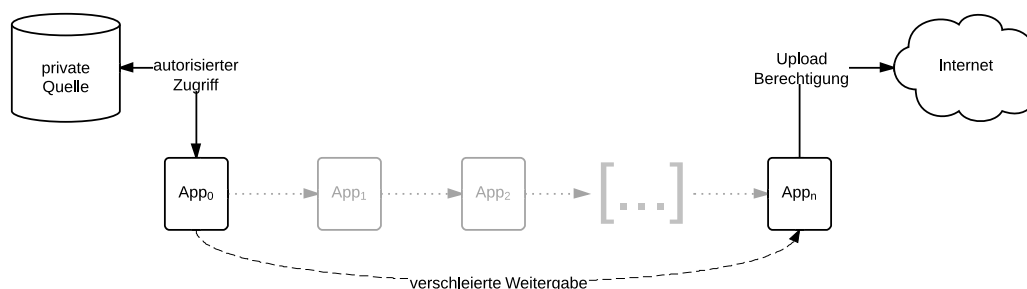 private
Quelle
autorisierter
Zugriff
Upload
Berechtigung
Internet
App₀
App₁
App₂
[...]
Appₙ
verschleierte Weitergabe